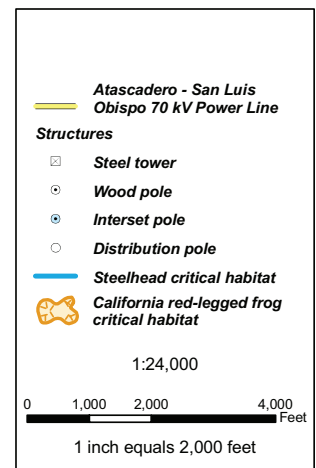 Atascadero - San Luis
Obispo 70 kV Power Line
Structures
Steel tower
Wood pole
Interset pole
Distribution pole
Steelhead critical habitat
California red-legged frog
critical habitat
1:24,000
0 1,000 2,000 4,000
Feet
1 inch equals 2,000 feet